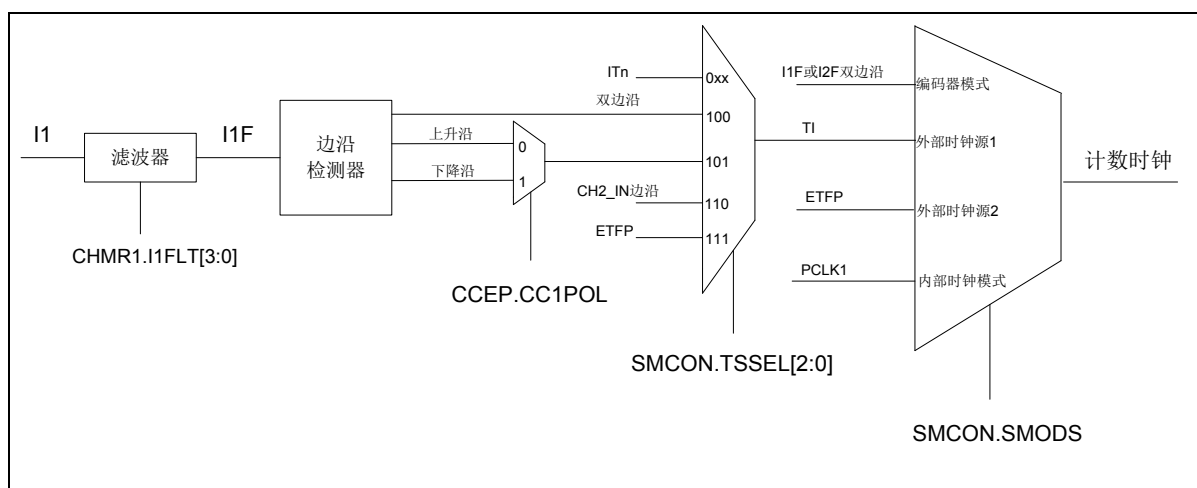 I1
滤波器
CHMR1.I1FLT[3:0]
I1F
边沿
检测器
双边沿
上升沿
下降沿
0
1
CCEP.CC1POL
ITn
CH2_IN边沿
ETFP
0xx
100
101
110
111
SMCON.TSSEL[2:0]
I1F或I2F双边沿
TI
ETFP
PCLK1
编码器模式
外部时钟源1
外部时钟源2
内部时钟模式
SMCON.SMODS
计数时钟